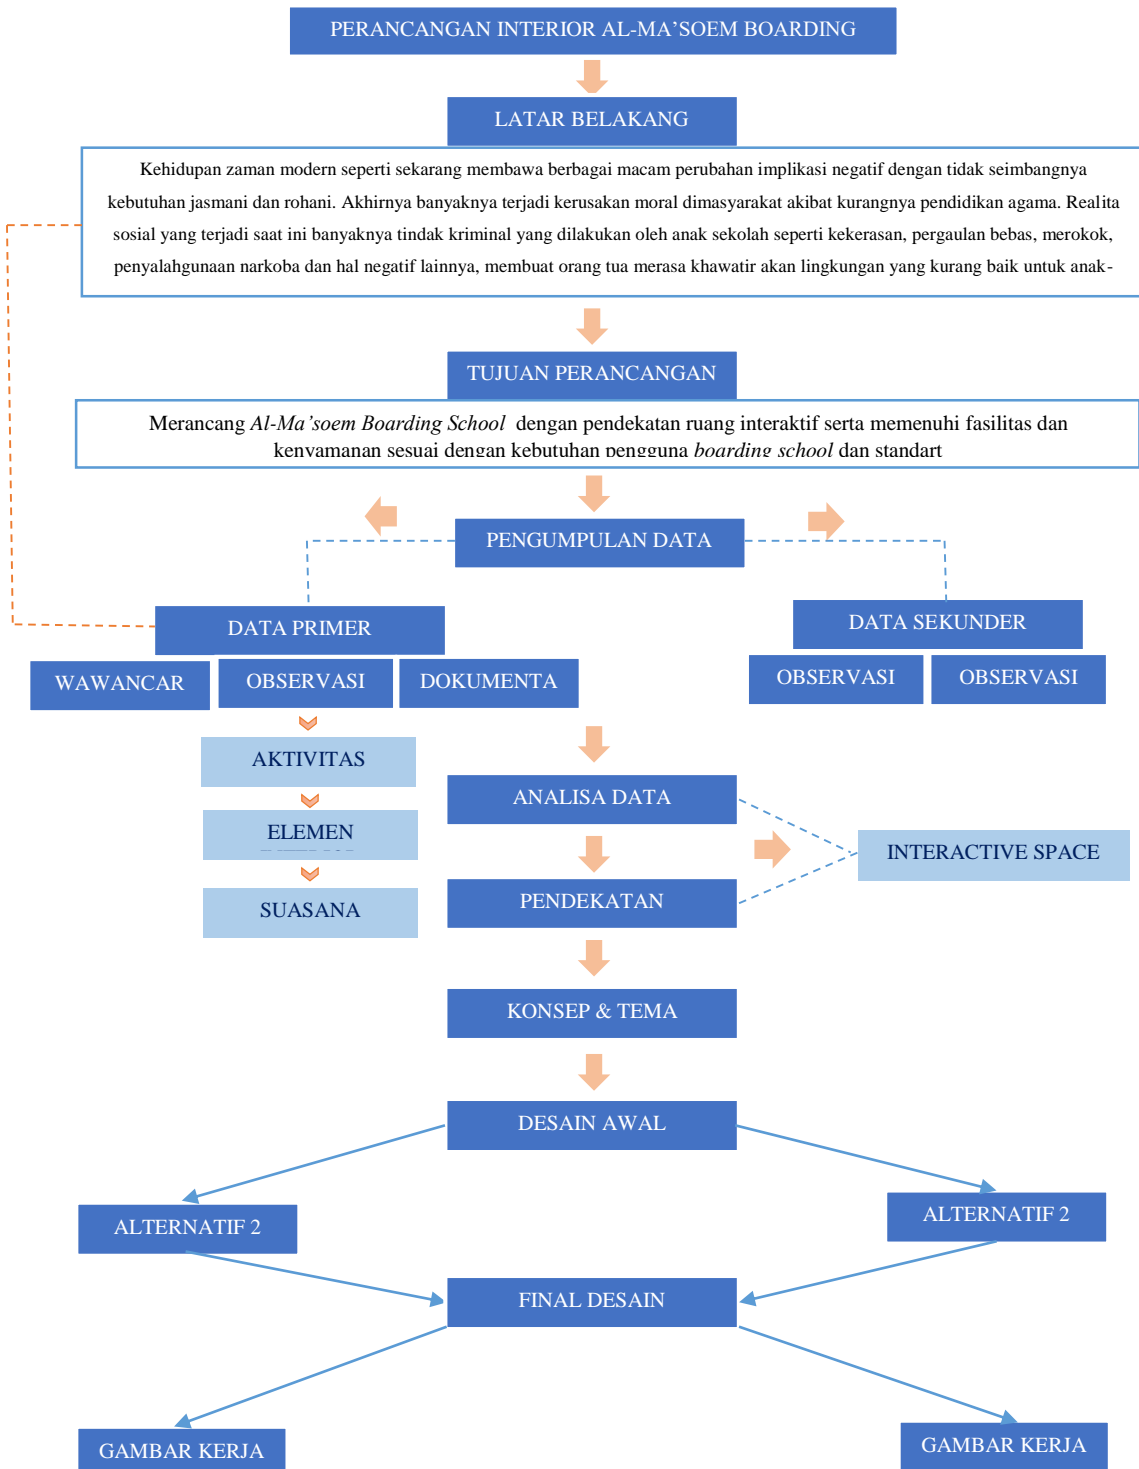 PERANCANGAN INTERIOR AL-MA’SOEM BOARDING
LATAR BELAKANG
Kehidupan zaman modern seperti sekarang membawa berbagai macam perubahan implikasi negatif dengan tidak seimbangnya
kebutuhan jasmani dan rohani. Akhirnya banyaknya terjadi kerusakan moral dimasyarakat akibat kurangnya pendidikan agama. Realita
sosial yang terjadi saat ini banyaknya tindak kriminal yang dilakukan oleh anak sekolah seperti kekerasan, pergaulan bebas, merokok,
penyalahgunaan narkoba dan hal negatif lainnya, membuat orang tua merasa khawatir akan lingkungan yang kurang baik untuk anak-
TUJUAN PERANCANGAN
Merancang Al-Ma’soem Boarding School dengan pendekatan ruang interaktif serta memenuhi fasilitas dan
kenyamanan sesuai dengan kebutuhan pengguna boarding school dan standart
PENGUMPULAN DATA
DATA PRIMER
DATA SEKUNDER
WAWANCAR
OBSERVASI
DOKUMENTA
OBSERVASI
OBSERVASI
AKTIVITAS
ELEMEN
SUASANA
ANALISA DATA
INTERACTIVE SPACE
PENDEKATAN
KONSEP & TEMA
DESAIN AWAL
ALTERNATIF 2
ALTERNATIF 2
FINAL DESAIN
GAMBAR KERJA
GAMBAR KERJA